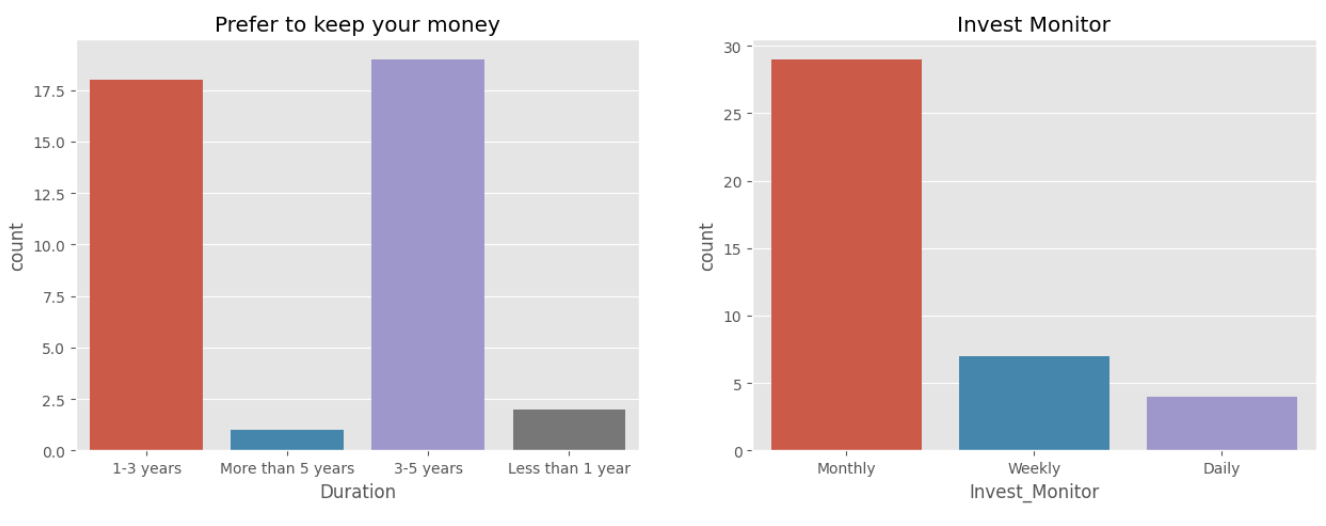 Prefer to keep your money
17.5
15.0
12.5
10.0
7.5
5.0
2.5
0.0
count
1-3 years More than 5 years 3-5 years Less than 1 year
Duration
Invest Monitor
30
25
20
15
10
5
0
count
Monthly Weekly Daily
Invest_Monitor